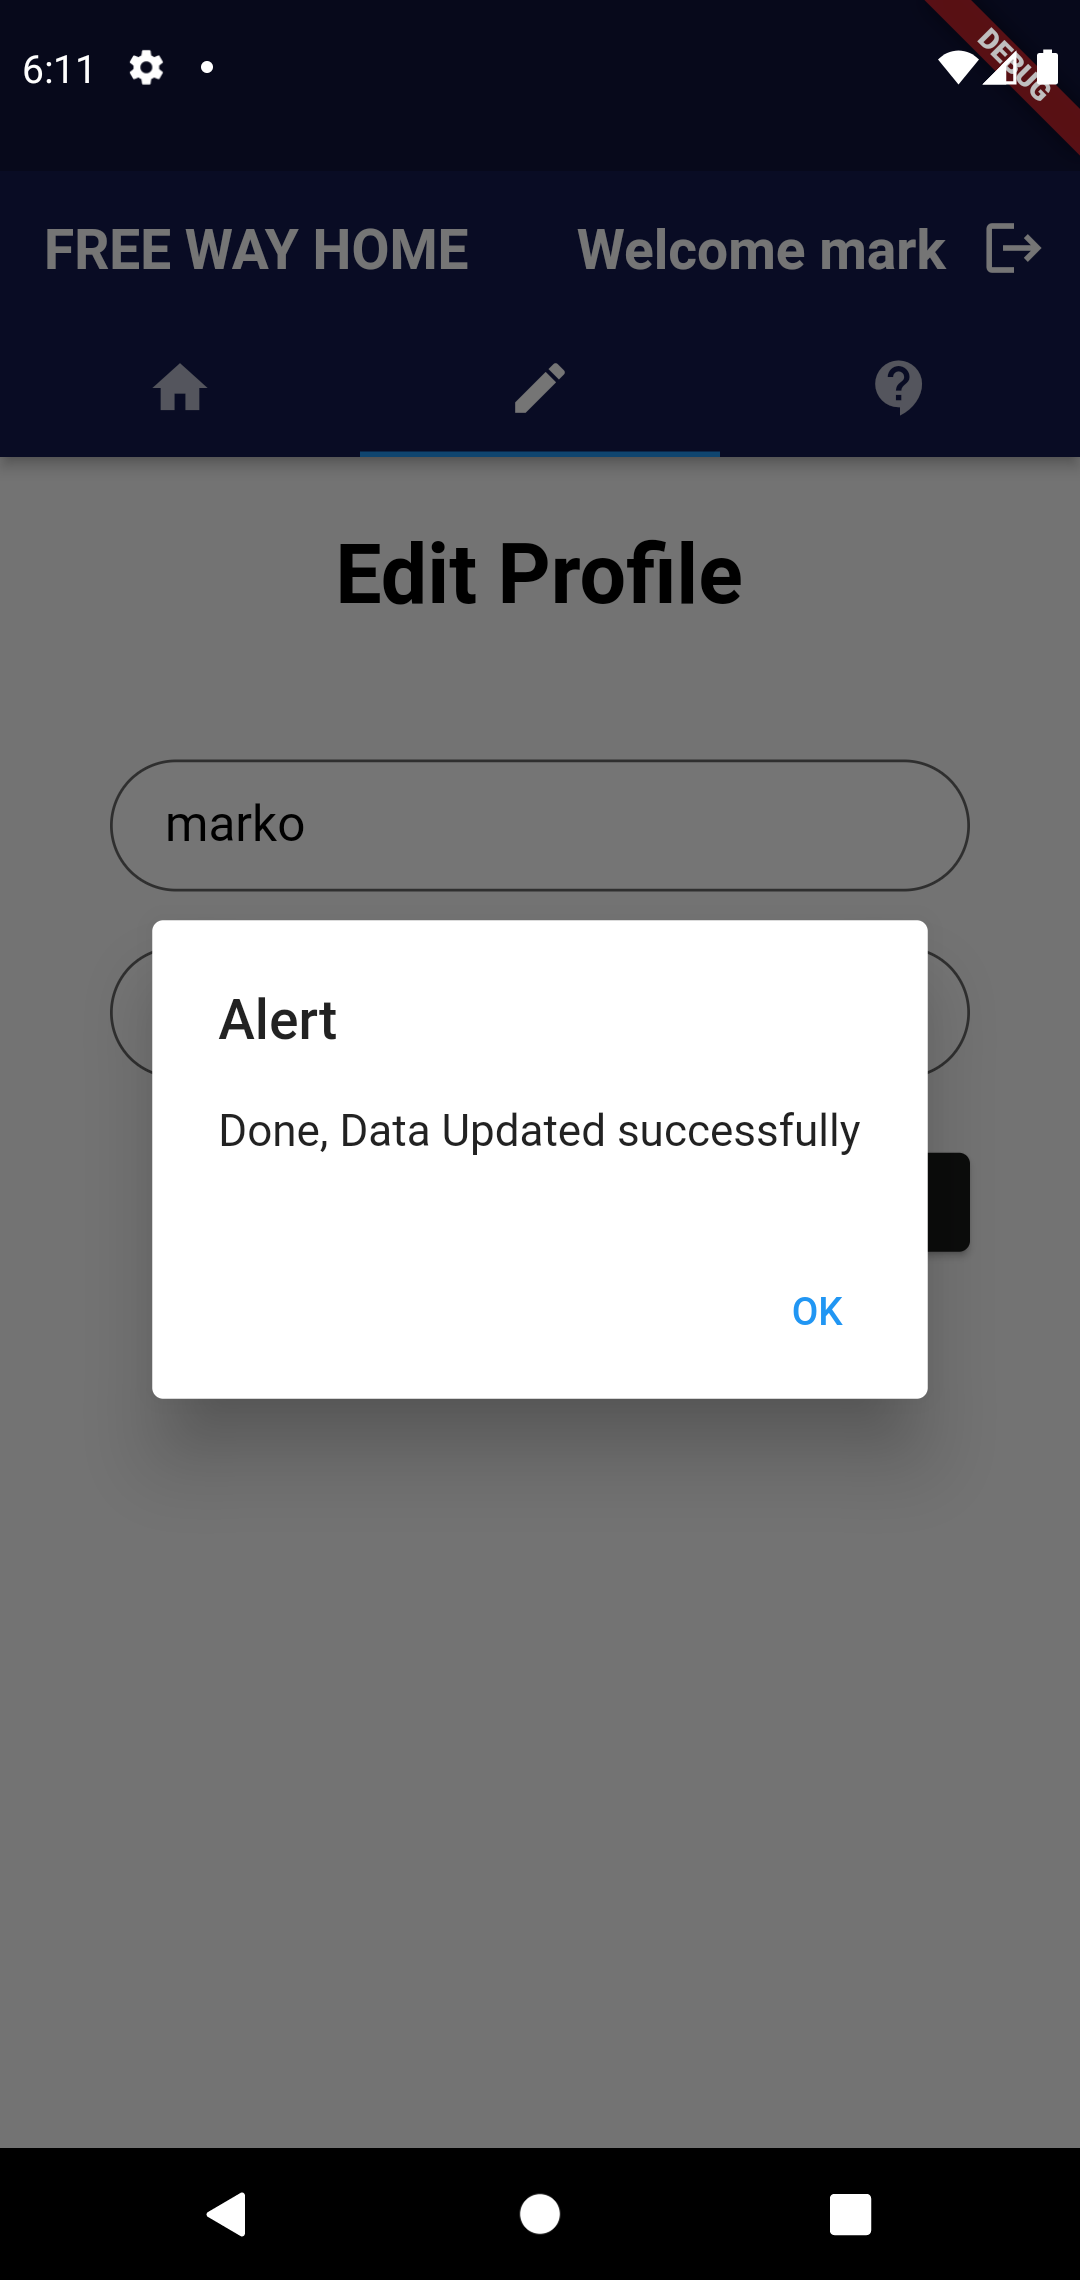 6:11
DEBUG
FREE WAY HOME Welcome mark
Edit Profile
marko
Alert
Done, Data Updated successfully
OK